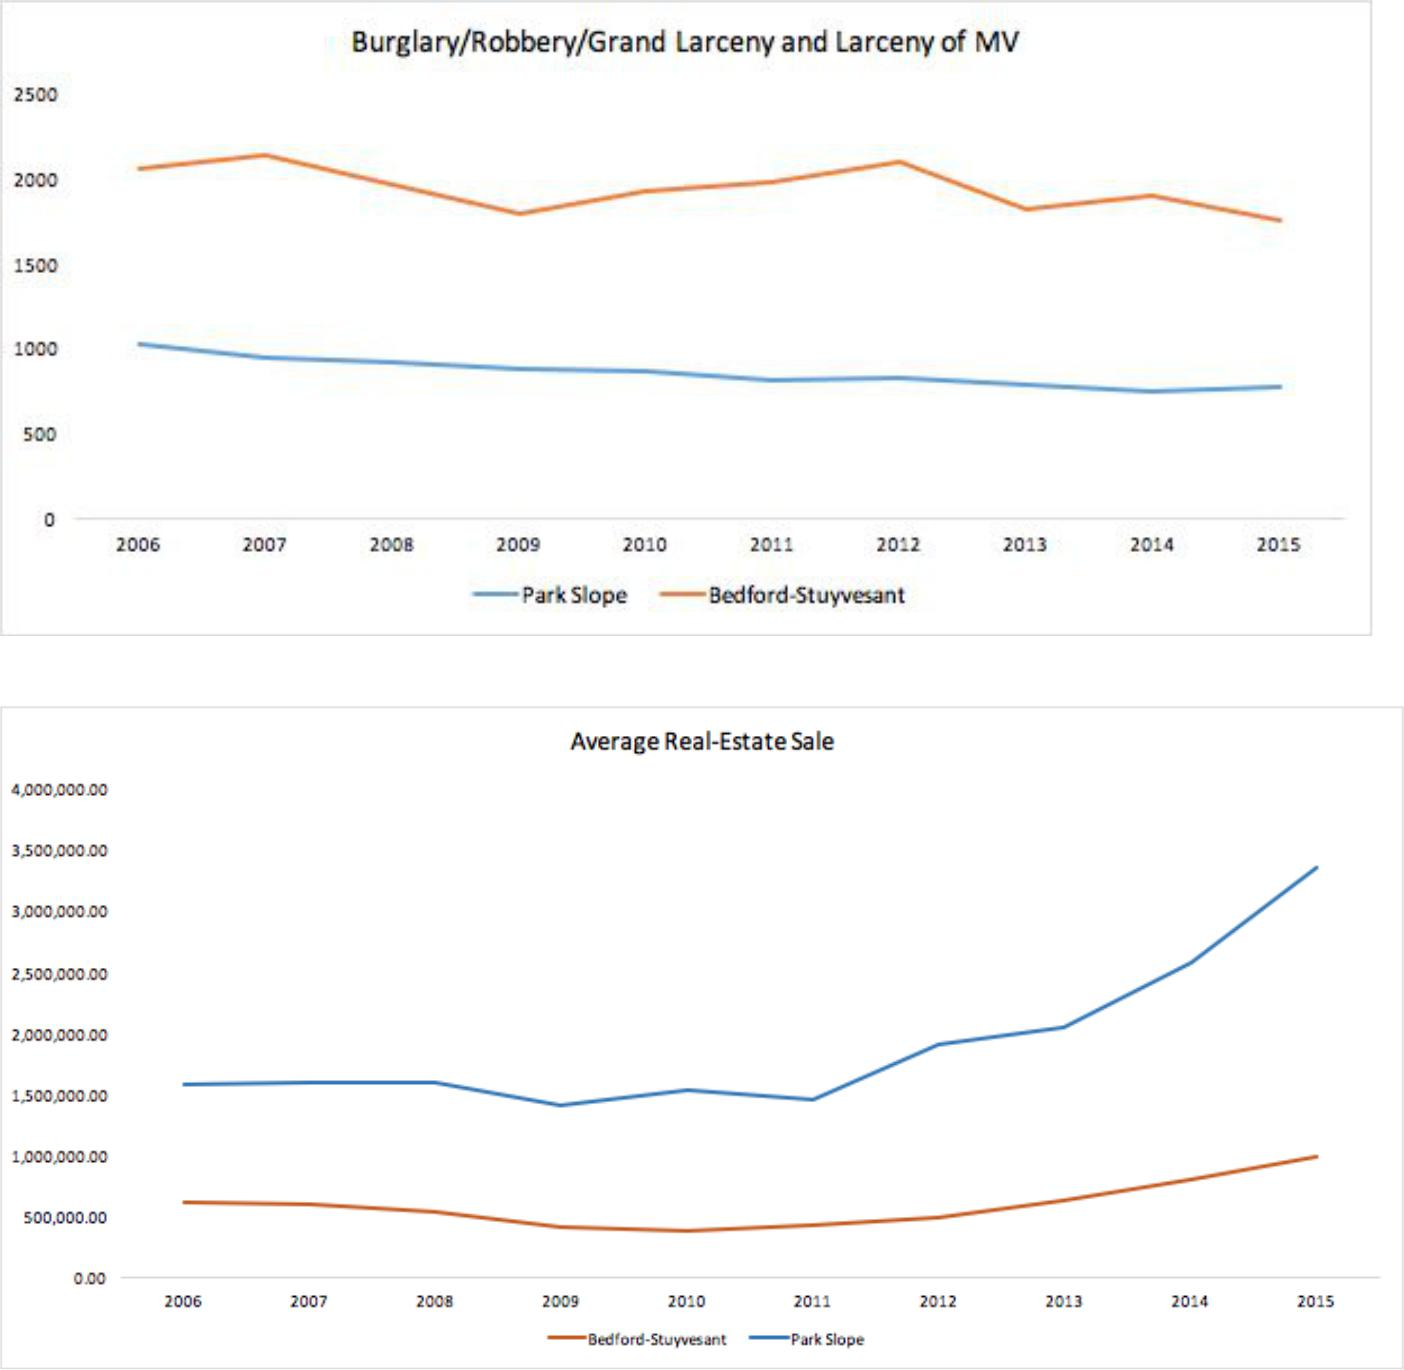 Burglary/Robbery/Grand Larceny and Larceny of MV
2500
2000
1500
1000
500
0
2006 2007 2008 2009 2010 2011 2012 2013 2014 2015
Park Slope Bedford-Stuyvesant
Average Real-Estate Sale
4,000,000.00
3,500,000.00
3,000,000.00
2,500,000.00
2,000,000.00
1,500,000.00
1,000,000.00
500,000.00
0.00
2006 2007 2008 2009 2010 2011 2012 2013 2014 2015
Bedford-Stuyvesant Park Slope